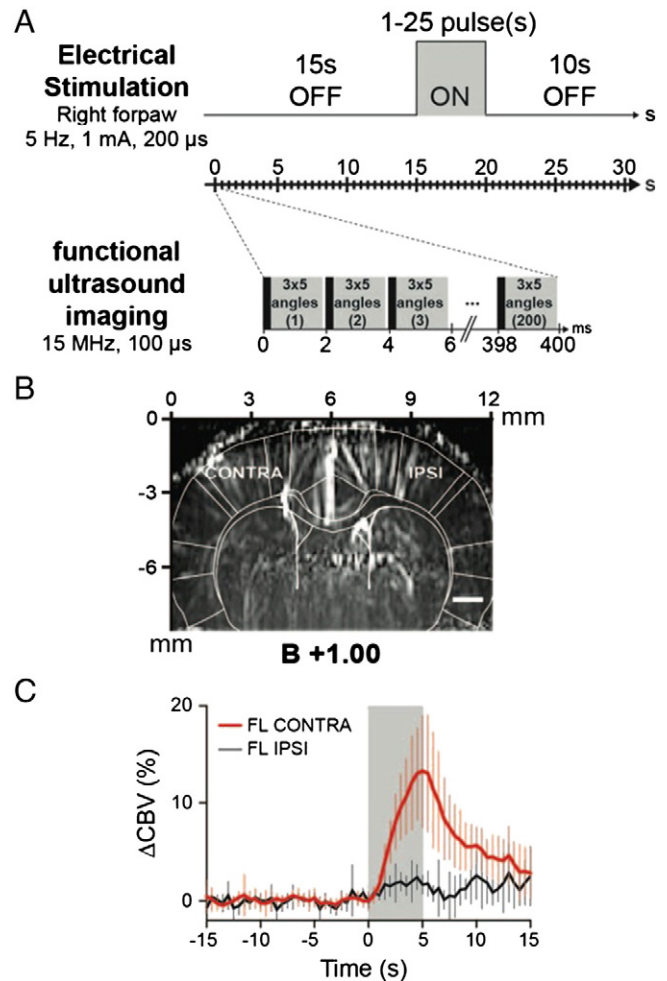 A
1-25 pulse(s)
Electrical
Stimulation
Right forpaw
5 Hz, 1 mA, 200 µs
15s
OFF
ON
10s
OFF
s
0 5 10 15 20 25 30
s
functional
ultrasound
imaging
15 MHz, 100 µs
3x5
angles
(1)
3x5
angles
(2)
3x5
angles
(3)
...
3x5
angles
(200)
ms
0 2 4 6 398 400
B
0 3 6 9 12
mm
0
-3
-6
mm
CONTRA
IPSI
B +1.00
C
FL CONTRA
FL IPSI
ΔCBV (%)
20
10
0
-15 -10 -5 0 5 10 15
Time (s)